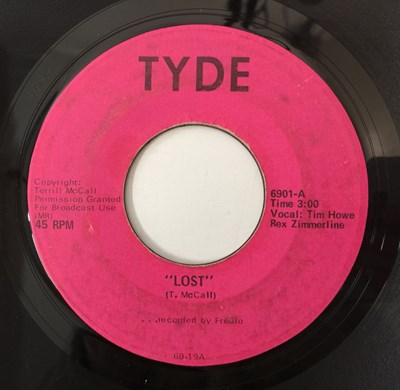 TYDE
Copyright:
Terrill McCall
Permission Granted
For Broadcast Use
(MR)
45 RPM
6901-A
Time 3:00
Vocal: Tim Howe
Rex Zimmerline
"LOST"
(T. McCall)
...recorded by